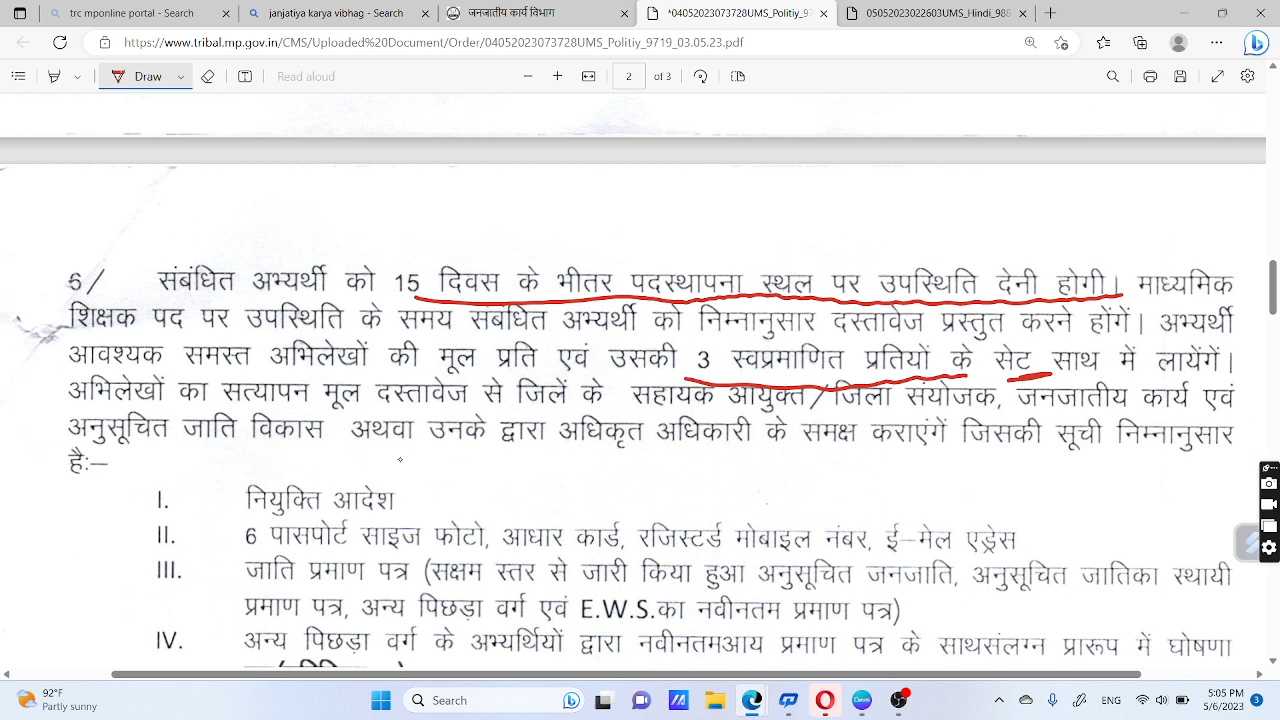 trc mponline portal - Search
janjatiya karya vibhag - Search
जनजातीय कार्य विभाग
*04052023073728UMS_Politiy_97
05052023022603UMS_Hindi_988
https://www.tribal.mp.gov.in/CMS/Uploaded%20Document/Order/04052023073728UMS_Politiy_9719_03.05.23.pdf
Draw
Read aloud
2 of 3
6/ संबंधित अभ्यर्थी को 15 दिवस के भीतर पदस्थापना स्थल पर उपस्थिति देनी होगी। माध्यमिक
शिक्षक पद पर उपस्थिति के समय संबंधित अभ्यर्थी को निम्नानुसार दस्तावेज प्रस्तुत करने होंगें। अभ्यर्थी
आवश्यक समस्त अभिलेखों की मूल प्रति एवं उसकी 3 स्वप्रमाणित प्रतियों के सेट साथ में लायेंगें।
अभिलेखों का सत्यापन मूल दस्तावेज से जिलें के सहायक आयुक्त/जिला संयोजक, जनजातीय कार्य एवं
अनुसूचित जाति विकास अथवा उनके द्वारा अधिकृत अधिकारी के समक्ष कराएंगें जिसकी सूची निम्नानुसार
है:–
I. नियुक्ति आदेश
II. 6 पासपोर्ट साइज फोटो, आधार कार्ड, रजिस्टर्ड मोबाइल नंबर, ई–मेल एड्रेस
III. जाति प्रमाण पत्र (सक्षम स्तर से जारी किया हुआ अनुसूचित जनजाति, अनुसूचित जातिका स्थायी
प्रमाण पत्र, अन्य पिछड़ा वर्ग एवं E.W.S.का नवीनतम प्रमाण पत्र)
IV. अन्य पिछड़ा वर्ग के अभ्यर्थियों द्वारा नवीनतमआय प्रमाण पत्र के साथसंलग्न प्रारूप में घोषणा
92°F
Partly sunny
Search
ENG
5:05 PM
5/6/2023
3